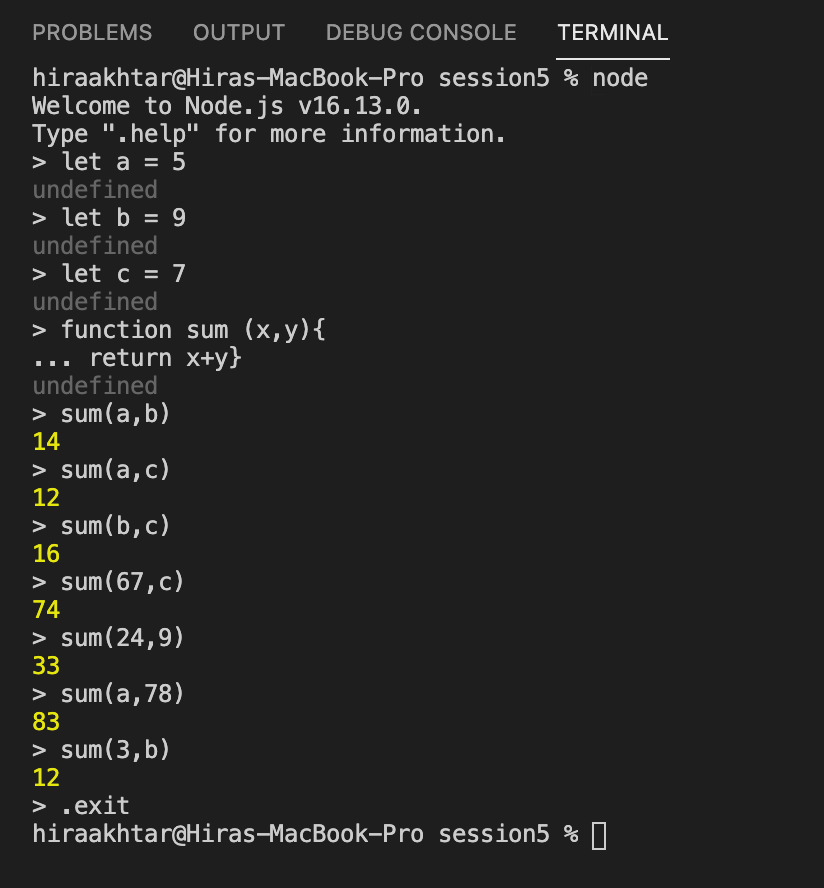 PROBLEMS OUTPUT DEBUG CONSOLE TERMINAL
hiraakhtar@Hiras-MacBook-Pro session5 % node
Welcome to Node.js v16.13.0.
Type ".help" for more information.
> let a = 5
undefined
> let b = 9
undefined
> let c = 7
undefined
> function sum (x,y){
... return x+y}
undefined
> sum(a,b)
14
> sum(a,c)
12
> sum(b,c)
16
> sum(67,c)
74
> sum(24,9)
33
> sum(a,78)
83
> sum(3,b)
12
> .exit
hiraakhtar@Hiras-MacBook-Pro session5 %